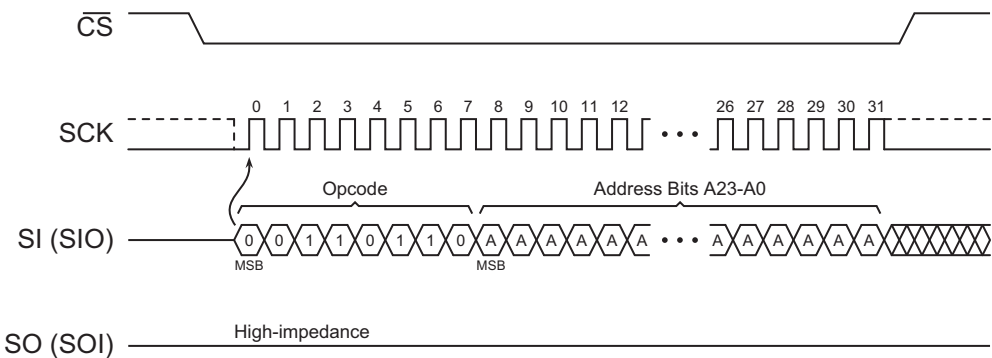 CS
0 1 2 3 4 5 6 7 8 9 10 11 12 26 27 28 29 30 31
SCK
Opcode Address Bits A23-A0
SI (SIO) 0 0 1 1 0 1 1 0 A A A A A A A A A A A A
MSB MSB
High-impedance
SO (SOI)